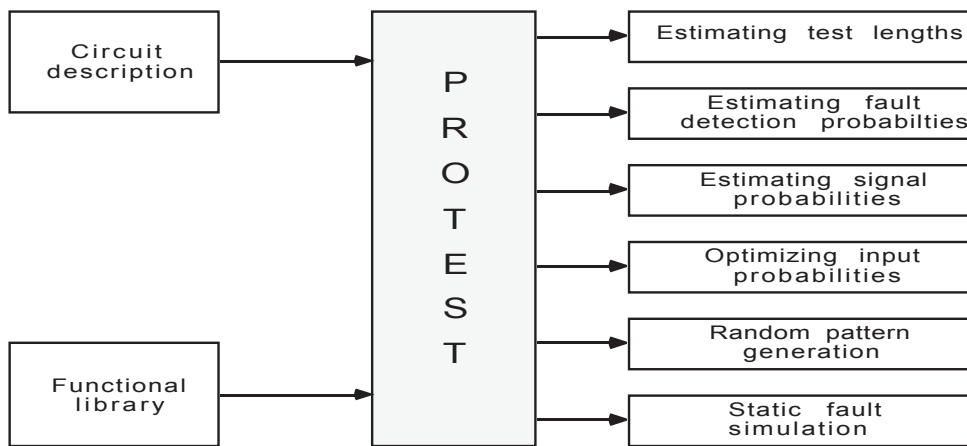 Circuit
description
Functional
library
P
R
O
T
E
S
T
Estimating test lengths
Estimating fault
detection probabilties
Estimating signal
probabilities
Optimizing input
probabilities
Random pattern
generation
Static fault
simulation